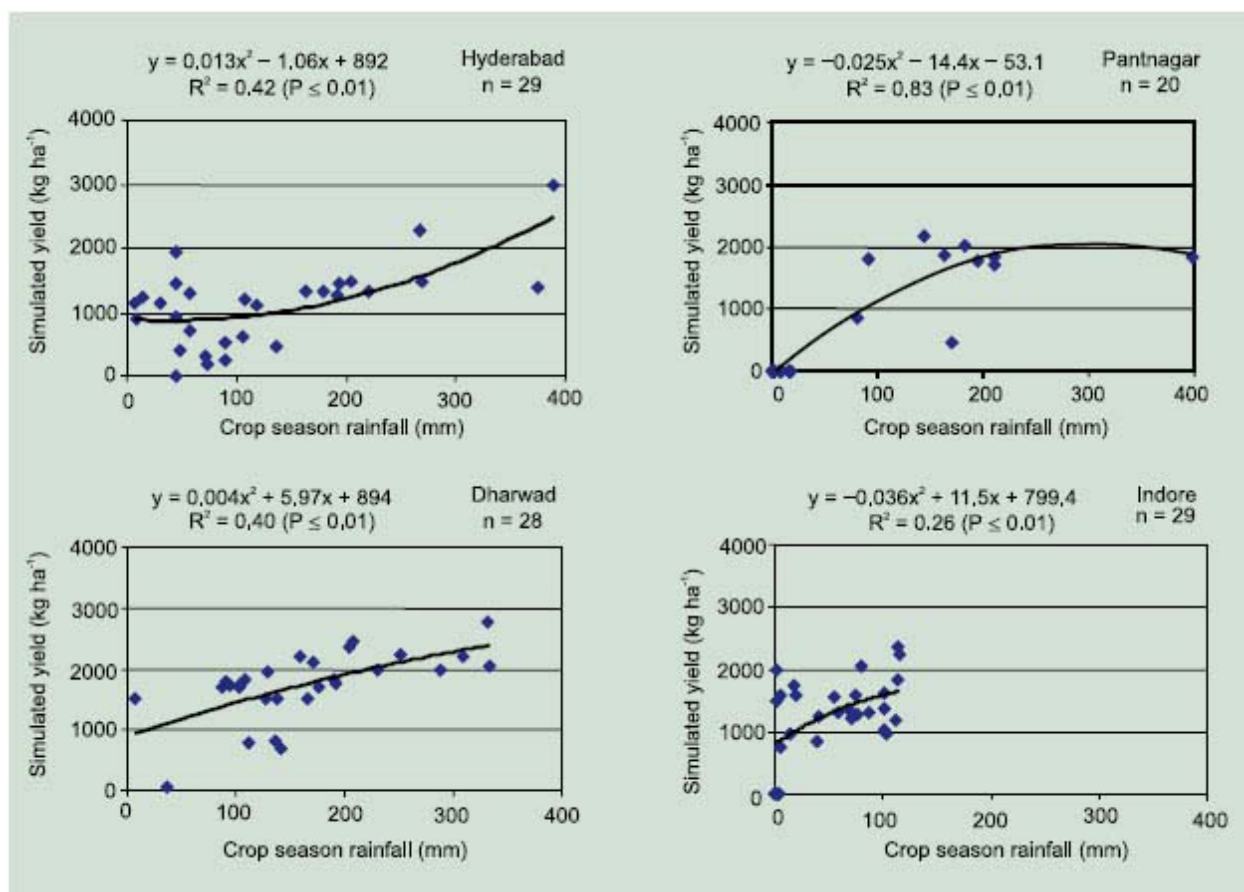 y = 0,013x² – 1,06x + 892
R² = 0,42 (P ≤ 0,01)
Hyderabad
n = 29
Simulated yield (kg ha⁻¹)
4000
3000
2000
1000
0
0 100 200 300 400
Crop season rainfall (mm)
y = –0.025x² – 14.4x – 53.1
R² = 0,83 (P ≤ 0,01)
Pantnagar
n = 20
Simulated yield (kg ha⁻¹)
4000
3000
2000
1000
0
0 100 200 300 400
Crop season rainfall (mm)
y = 0,004x² + 5,97x + 894
R² = 0,40 (P ≤ 0,01)
Dharwad
n = 28
Simulated yield (kg ha⁻¹)
4000
3000
2000
1000
0
0 100 200 300 400
Crop season rainfall (mm)
y = –0,036x² + 11,5x + 799,4
R² = 0.26 (P ≤ 0.01)
Indore
n = 29
Simulated yield (kg ha⁻¹)
4000
3000
2000
1000
0
0 100 200 300 400
Crop season rainfall (mm)